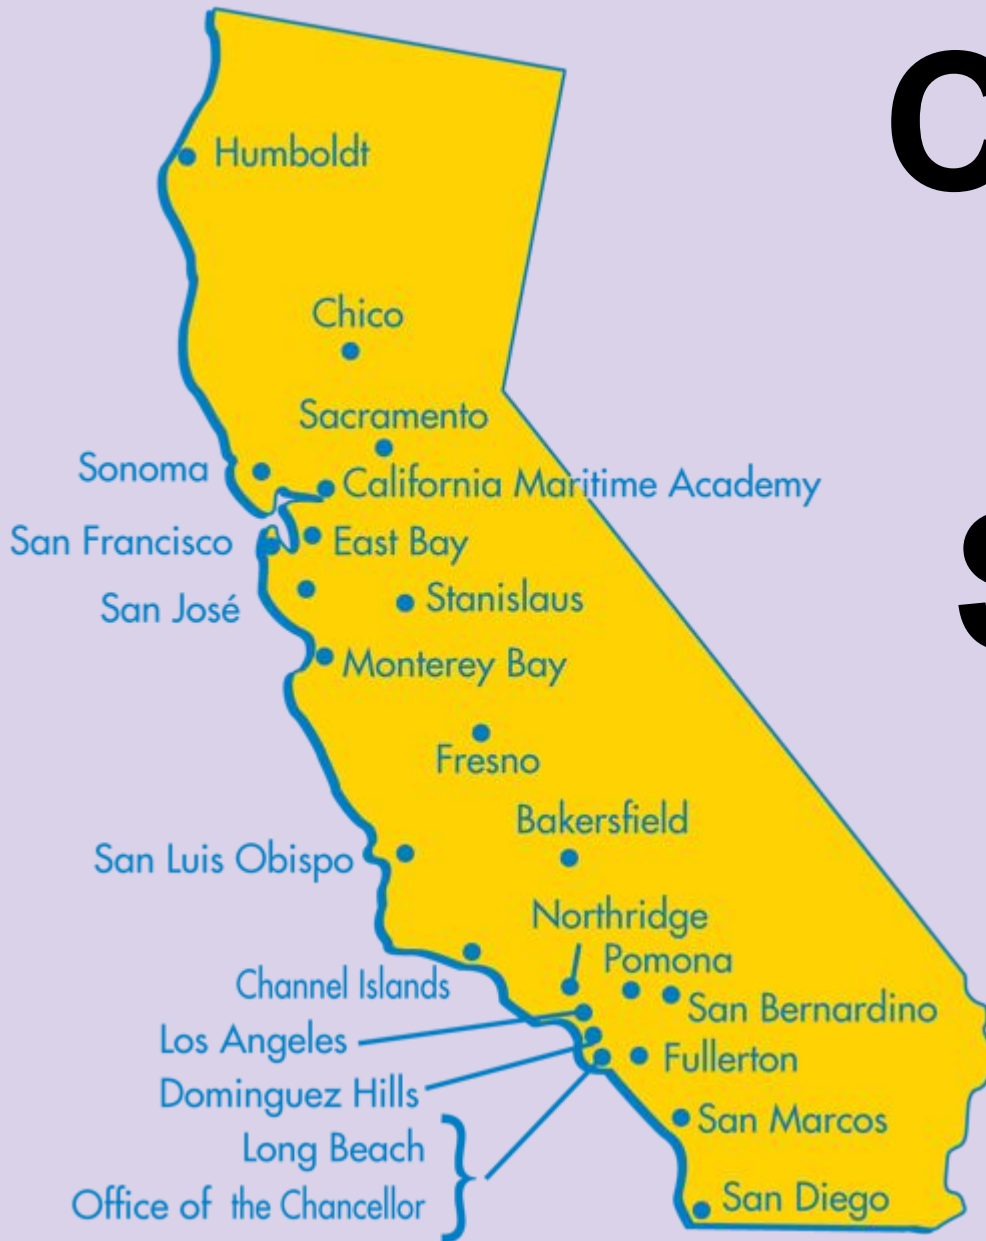 C
Humboldt
Chico
Sacramento
Sonoma
California Maritime Academy
San Francisco
East Bay
San José
Stanislaus
S
Monterey Bay
Fresno
Bakersfield
San Luis Obispo
Northridge
Pomona
Channel Islands
San Bernardino
Los Angeles
Fullerton
Dominguez Hills
San Marcos
Long Beach
Office of the Chancellor
San Diego